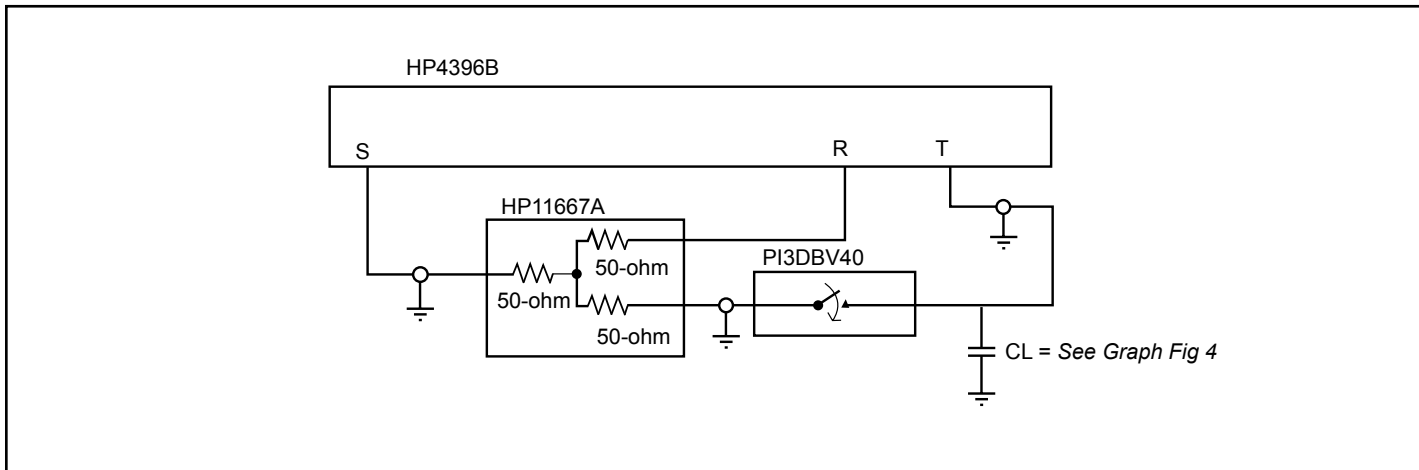 HP4396B
S
R
T
HP11667A
50-ohm
50-ohm
50-ohm
PI3DBV40
CL = See Graph Fig 4